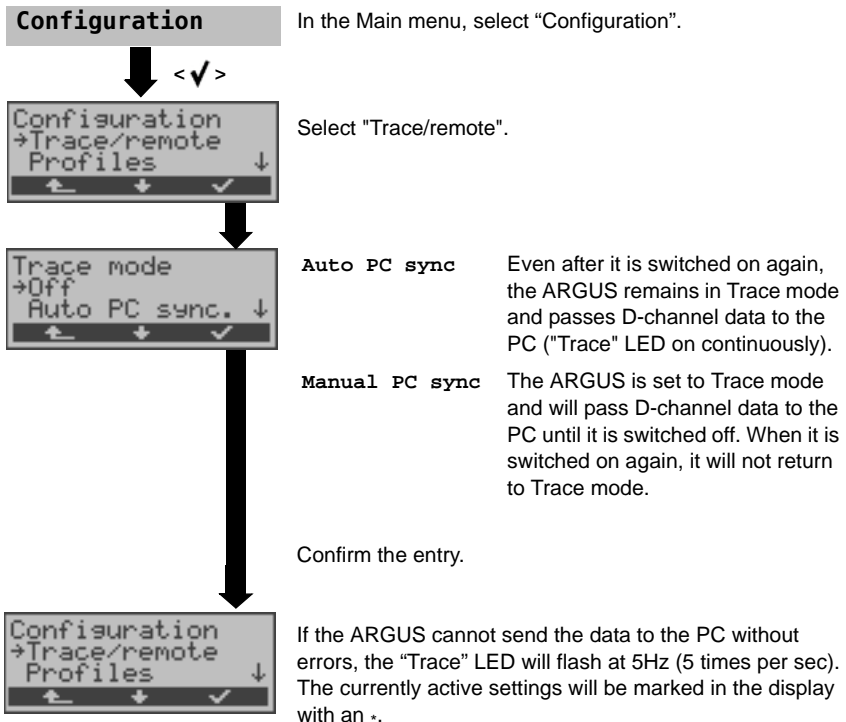 Configuration
In the Main menu, select “Configuration”.
<✓>
Configuration
→Trace/remote
Profiles ↓
Select "Trace/remote".
Trace mode
→Off
Auto PC sync. ↓
Auto PC sync
Even after it is switched on again,
the ARGUS remains in Trace mode
and passes D-channel data to the
PC ("Trace" LED on continuously).
Manual PC sync
The ARGUS is set to Trace mode
and will pass D-channel data to the
PC until it is switched off. When it is
switched on again, it will not return
to Trace mode.
Confirm the entry.
Configuration
→Trace/remote
Profiles ↓
If the ARGUS cannot send the data to the PC without
errors, the “Trace” LED will flash at 5Hz (5 times per sec).
The currently active settings will be marked in the display
with an *.